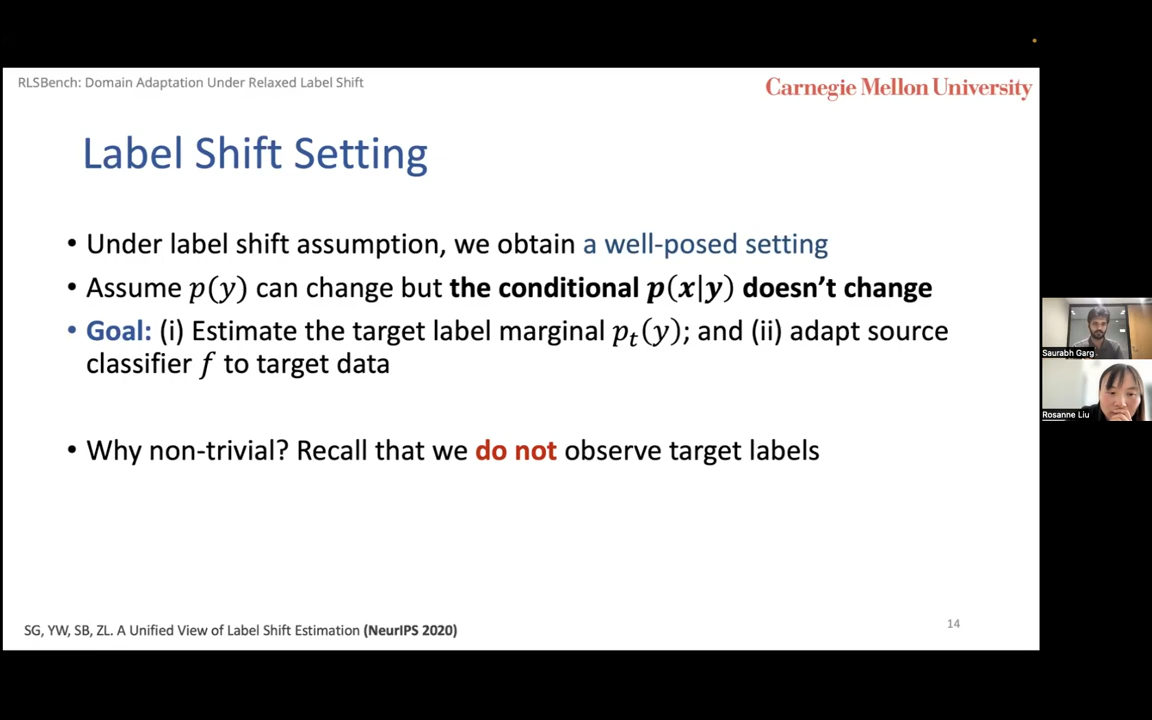 RLSBench: Domain Adaptation Under Relaxed Label Shift
Carnegie Mellon University
Label Shift Setting
• Under label shift assumption, we obtain a well-posed setting
• Assume p(y) can change but the conditional p(x|y) doesn't change
• Goal: (i) Estimate the target label marginal pₜ(y); and (ii) adapt source
classifier f to target data
• Why non-trivial? Recall that we do not observe target labels
SG, YW, SB, ZL. A Unified View of Label Shift Estimation (NeurIPS 2020)
14
Saurabh Garg
Rosanne Liu